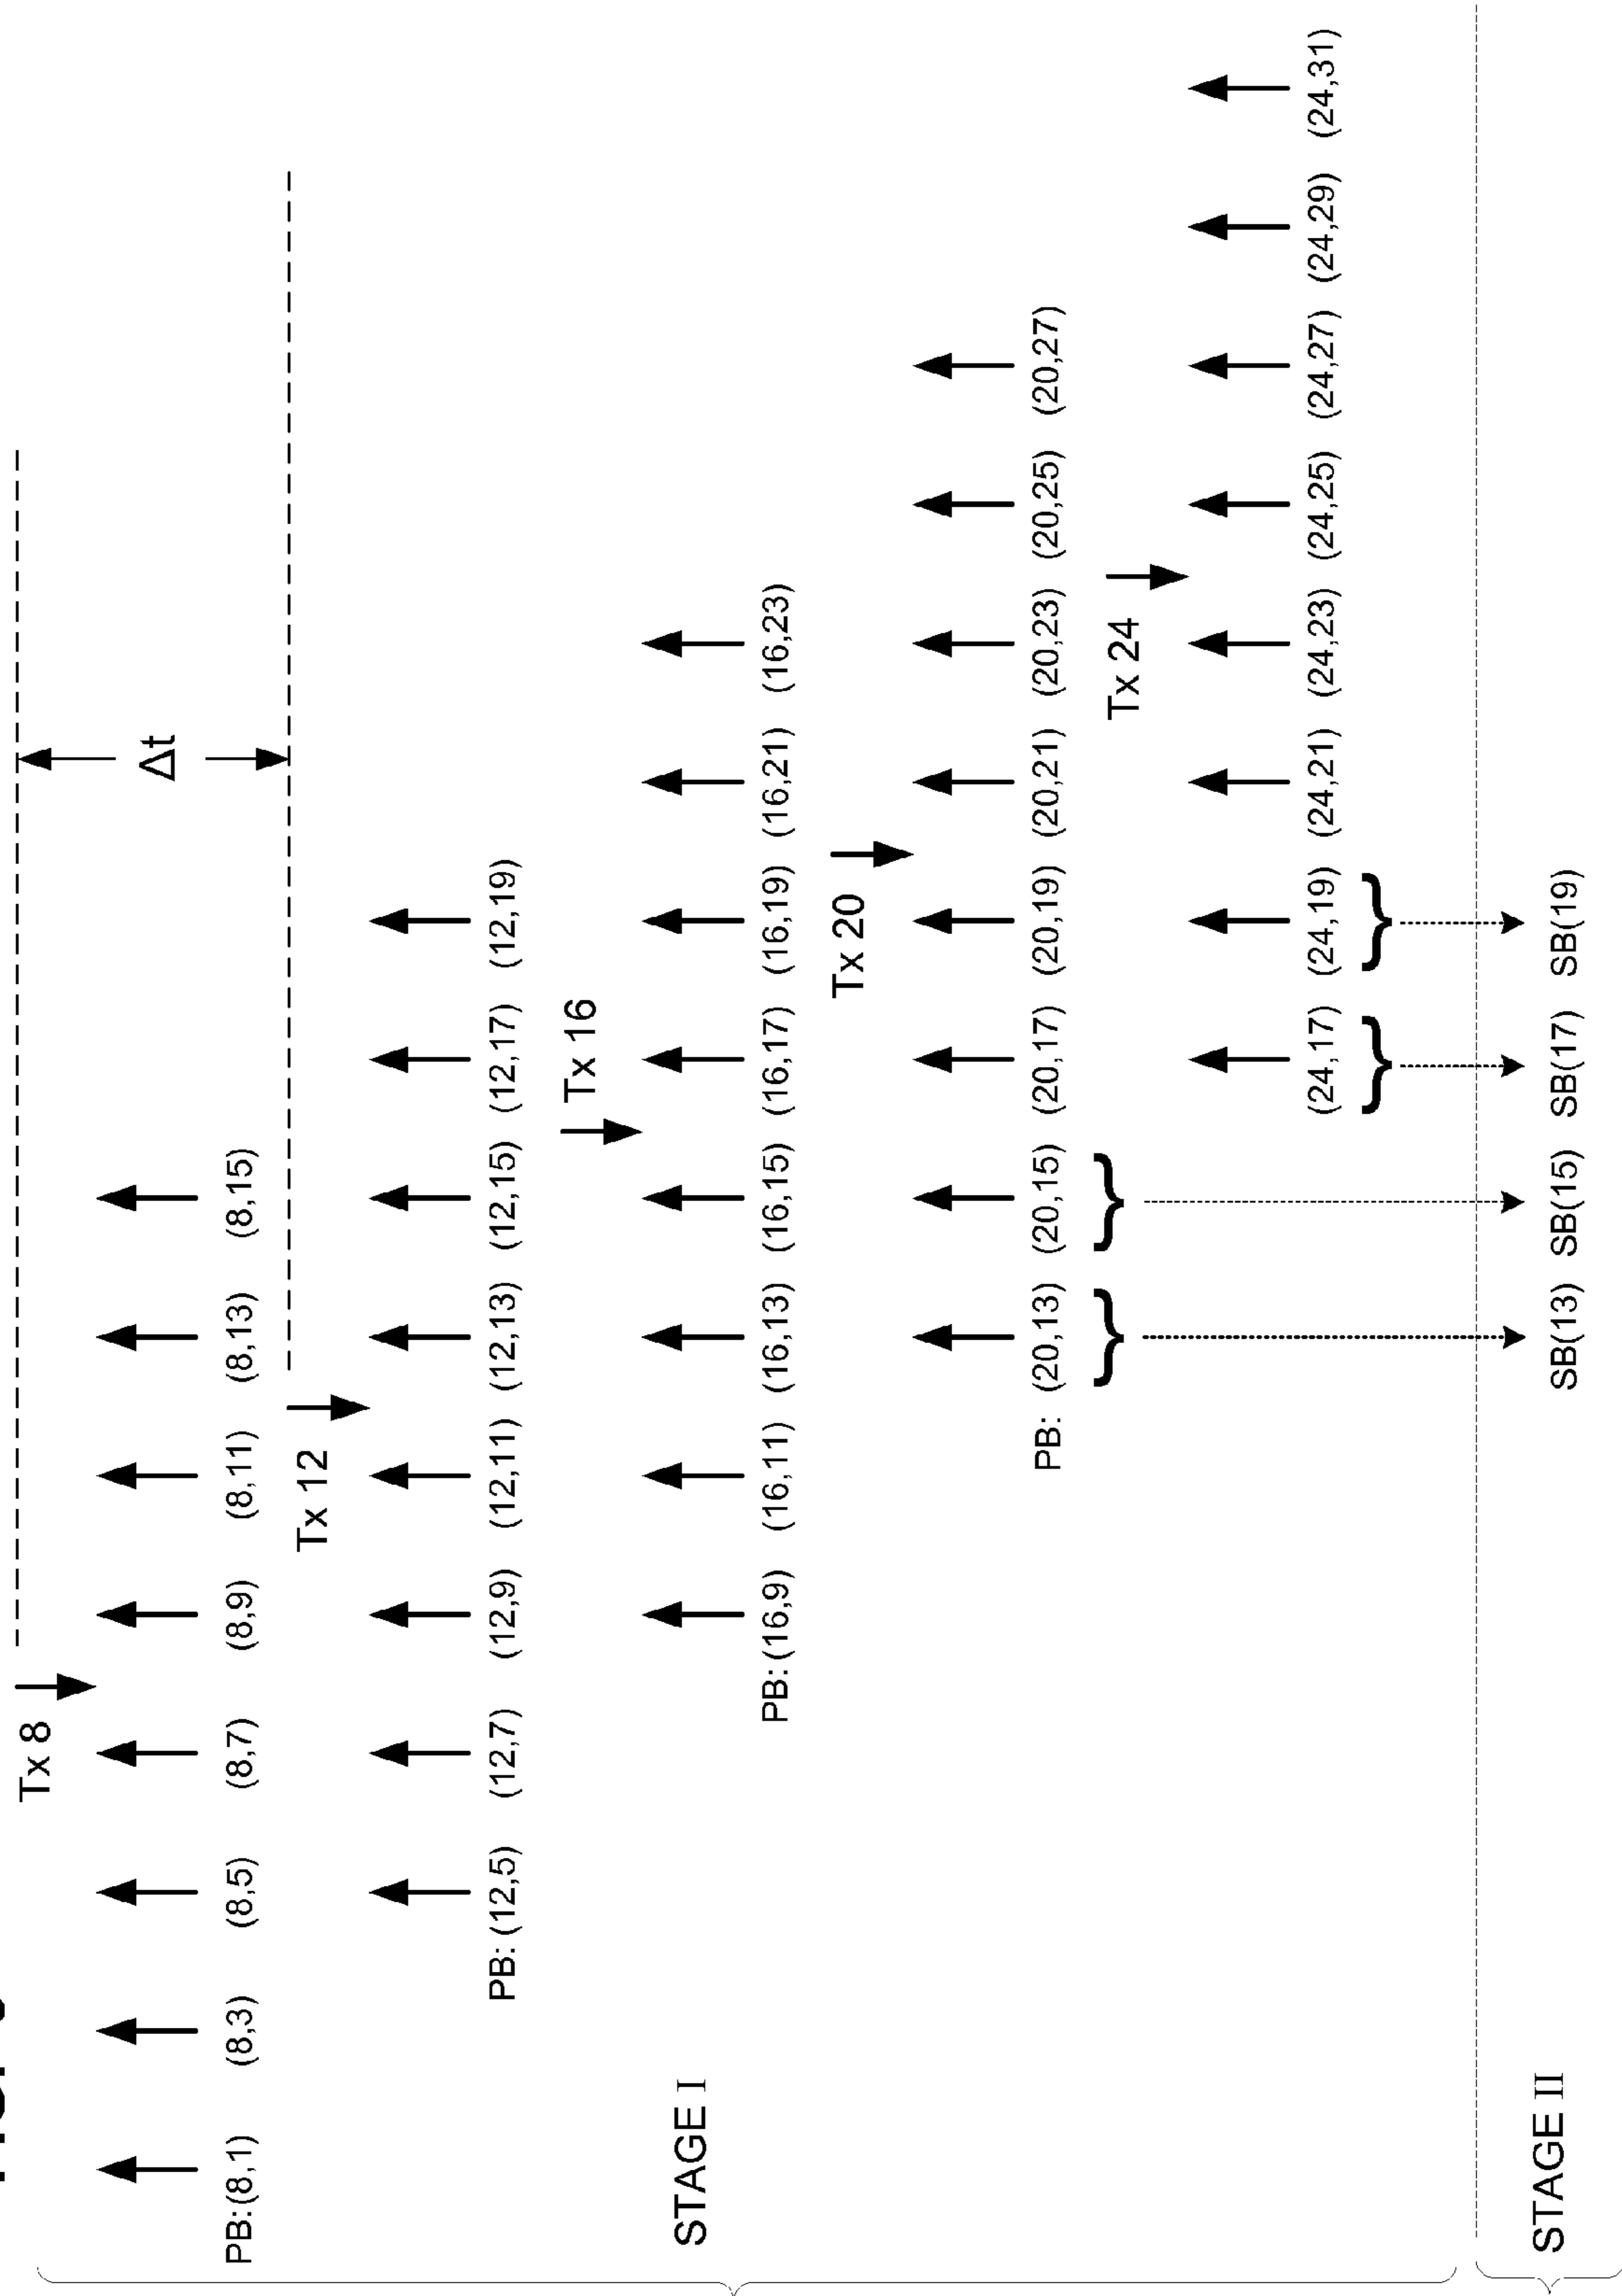 Tx 8
Δt
PB:(8,1) (8,3) (8,5) (8,7) (8,9) (8,11) (8,13) (8,15)
Tx 12
PB: (12,5) (12,7) (12,9) (12,11) (12,13) (12,15) (12,17) (12,19)
Tx 16
STAGE I
PB: (16,9) (16,11) (16,13) (16,15) (16,17) (16,19) (16,21) (16,23)
Tx 20
PB: (20,13) (20,15) (20,17) (20,19) (20,21) (20,23) (20,25) (20,27)
Tx 24
(24,17) (24,19) (24,21) (24,23) (24,25) (24,27) (24,29) (24,31)
STAGE II
SB(13) SB(15) SB(17) SB(19)